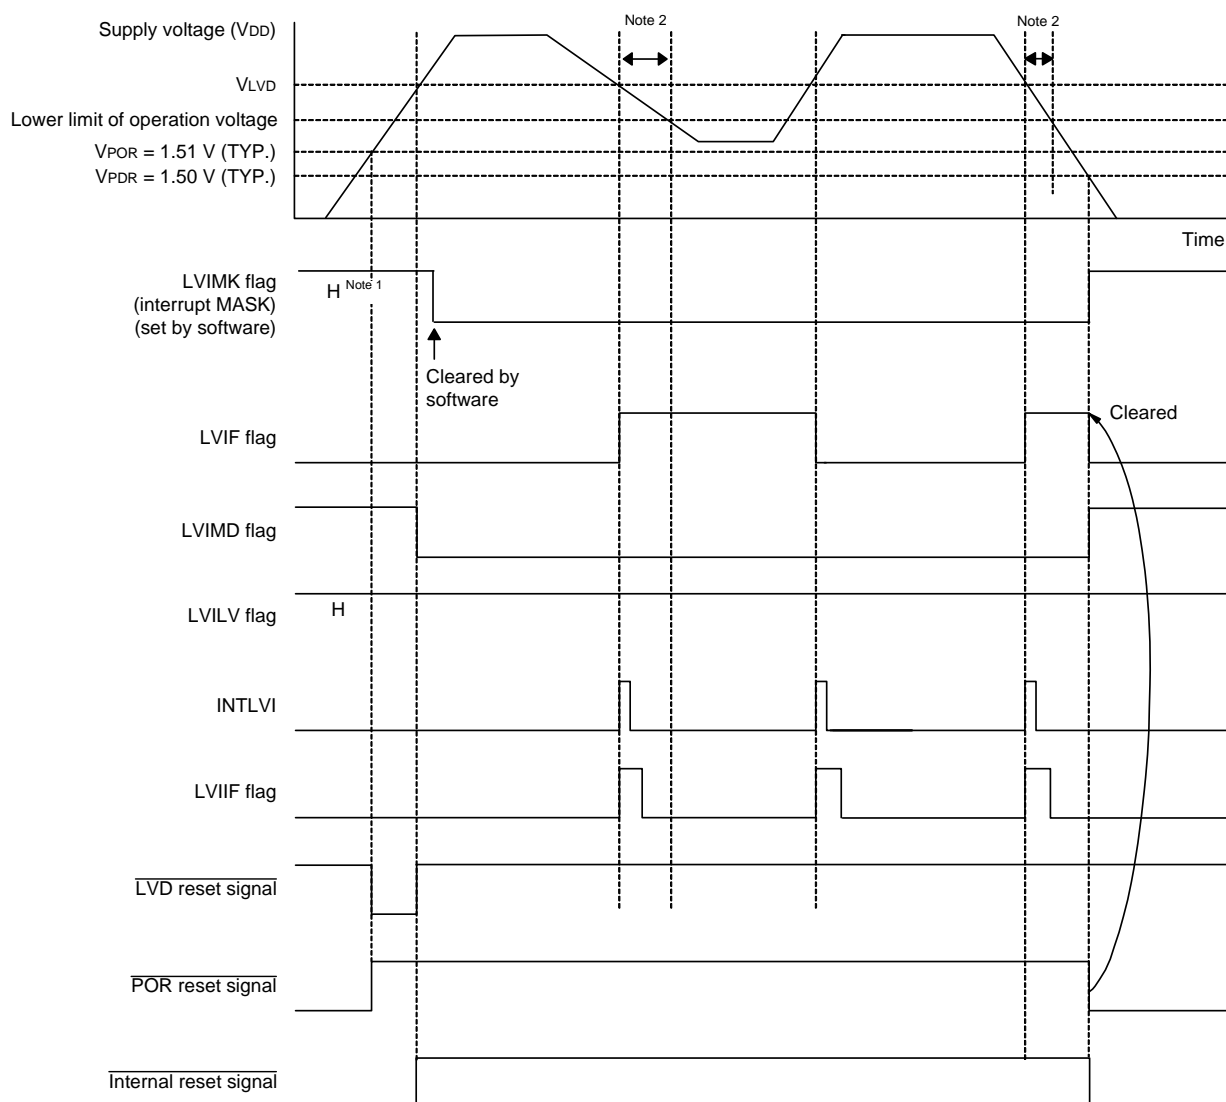 Note 2
Note 2
Supply voltage (VDD)
VLVD
Lower limit of operation voltage
VPOR = 1.51 V (TYP.)
VPDR = 1.50 V (TYP.)
Time
LVIMK flag
(interrupt MASK)
(set by software)
H Note 1
Cleared by
software
LVIF flag
Cleared
LVIMD flag
LVILV flag
H
INTLVI
LVIIF flag
LVD reset signal
POR reset signal
Internal reset signal